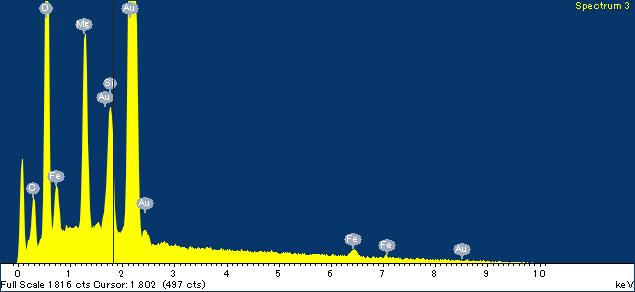 Spectrum 3
O Au
Mg
Si
Au
Fe
C
Au
Fe Fe Au
0 1 2 3 4 5 6 7 8 9 10
Full Scale 1816 cts Cursor: 1.802 (497 cts) keV